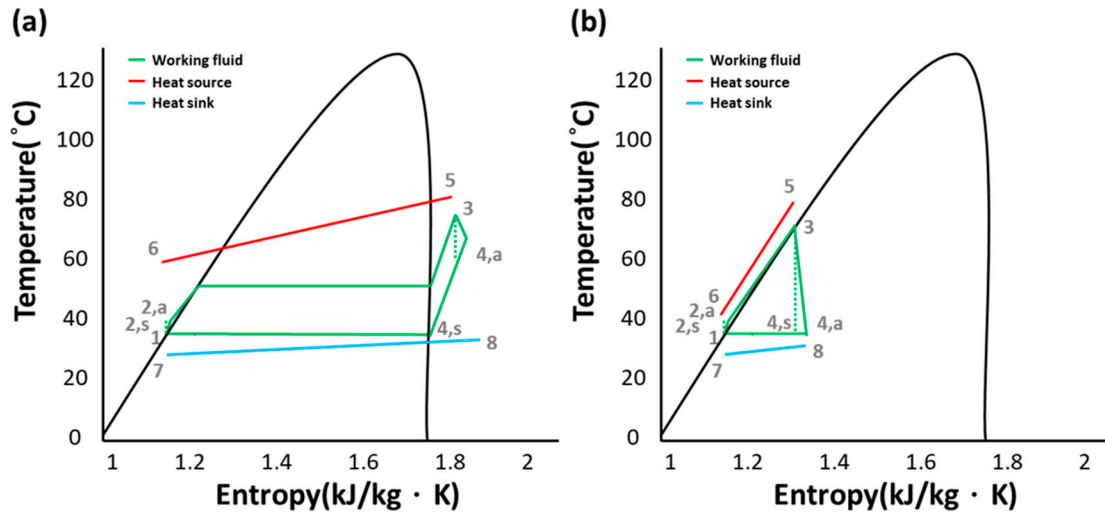 (a)
Temperature(°C)
120
100
80
60
40
20
0
Working fluid
Heat source
Heat sink
5
3
6
4,a
2,a
2,s
1
4,s
7
8
1 1.2 1.4 1.6 1.8 2
Entropy(kJ/kg · K)
(b)
Temperature(°C)
120
100
80
60
40
20
0
Working fluid
Heat source
Heat sink
5
3
6
2,a
2,s
4,s
4,a
1
7
8
1 1.2 1.4 1.6 1.8 2
Entropy(kJ/kg · K)